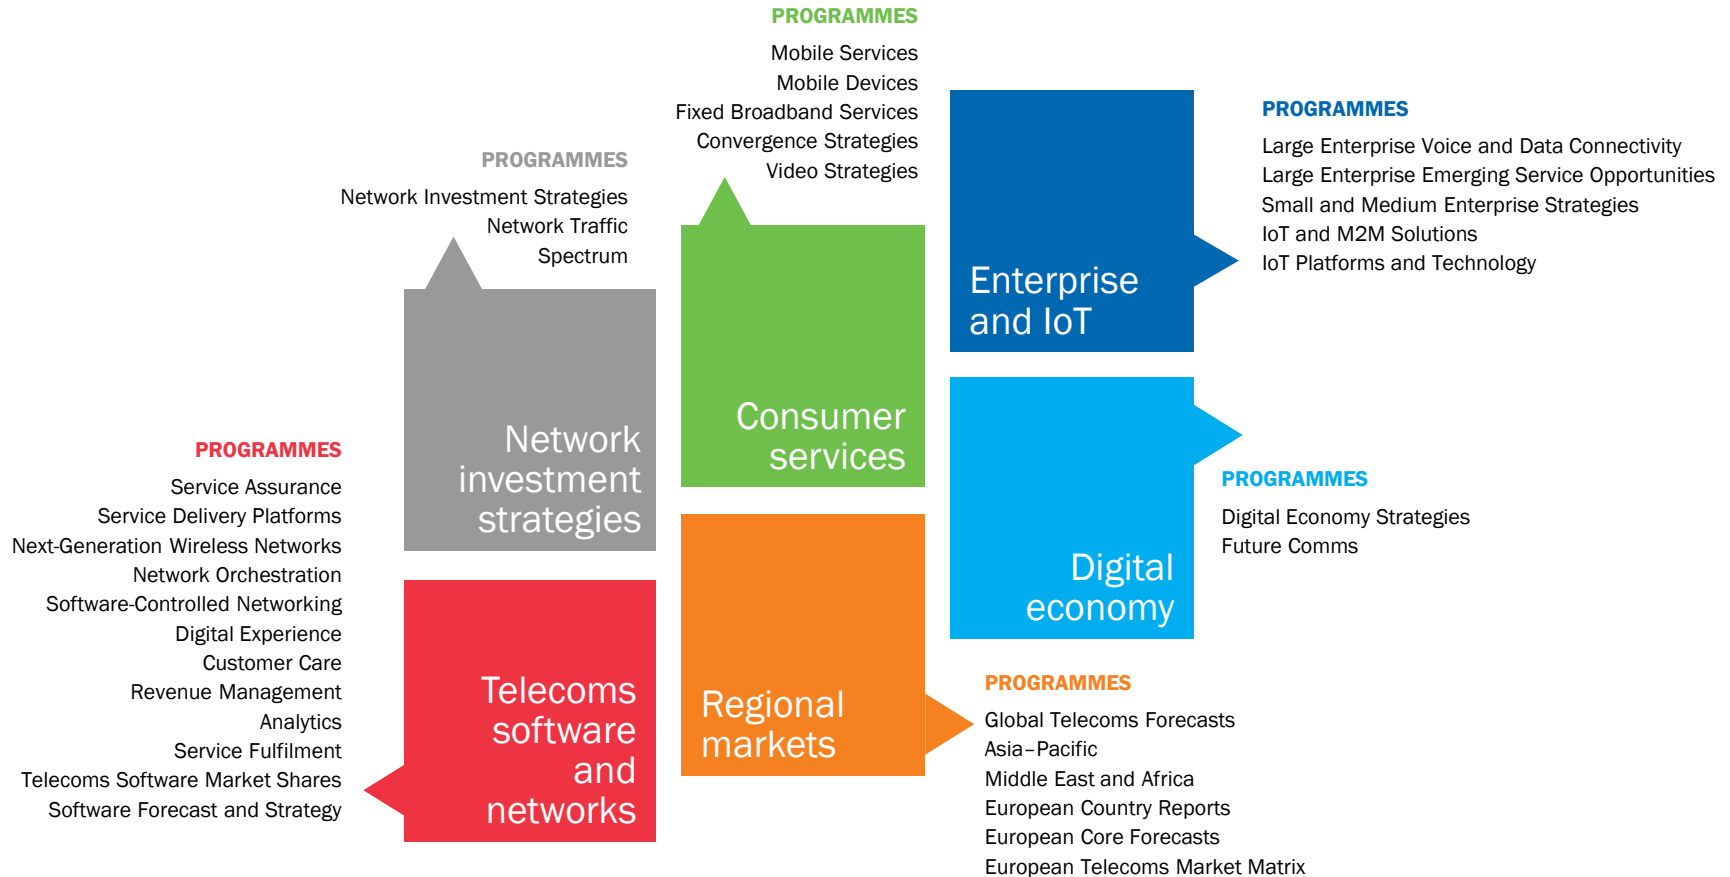 PROGRAMMES
Mobile Services
Mobile Devices
Fixed Broadband Services
Convergence Strategies
Video Strategies
PROGRAMMES
Network Investment Strategies
Network Traffic
Spectrum
PROGRAMMES
Large Enterprise Voice and Data Connectivity
Large Enterprise Emerging Service Opportunities
Small and Medium Enterprise Strategies
IoT and M2M Solutions
IoT Platforms and Technology
Enterprise
and IoT
Consumer
services
Network
investment
strategies
PROGRAMMES
Service Assurance
Service Delivery Platforms
Next-Generation Wireless Networks
Network Orchestration
Software-Controlled Networking
Digital Experience
Customer Care
Revenue Management
Analytics
Service Fulfilment
Telecoms Software Market Shares
Software Forecast and Strategy
Telecoms
software
and
networks
Digital
economy
PROGRAMMES
Digital Economy Strategies
Future Comms
Regional
markets
PROGRAMMES
Global Telecoms Forecasts
Asia–Pacific
Middle East and Africa
European Country Reports
European Core Forecasts
European Telecoms Market Matrix